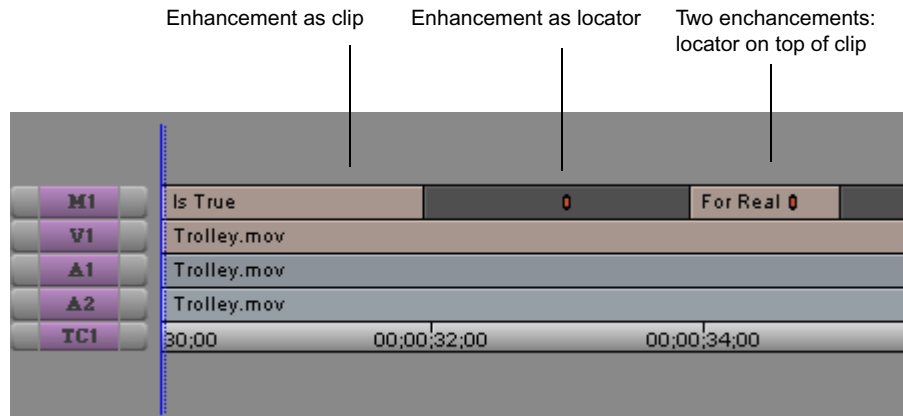 Enhancement as clip
Enhancement as locator
Two enchancements:
locator on top of clip
M1
Is True
For Real
V1
Trolley.mov
A1
Trolley.mov
A2
Trolley.mov
TC1
30;00
00;00;32;00
00;00;34;00